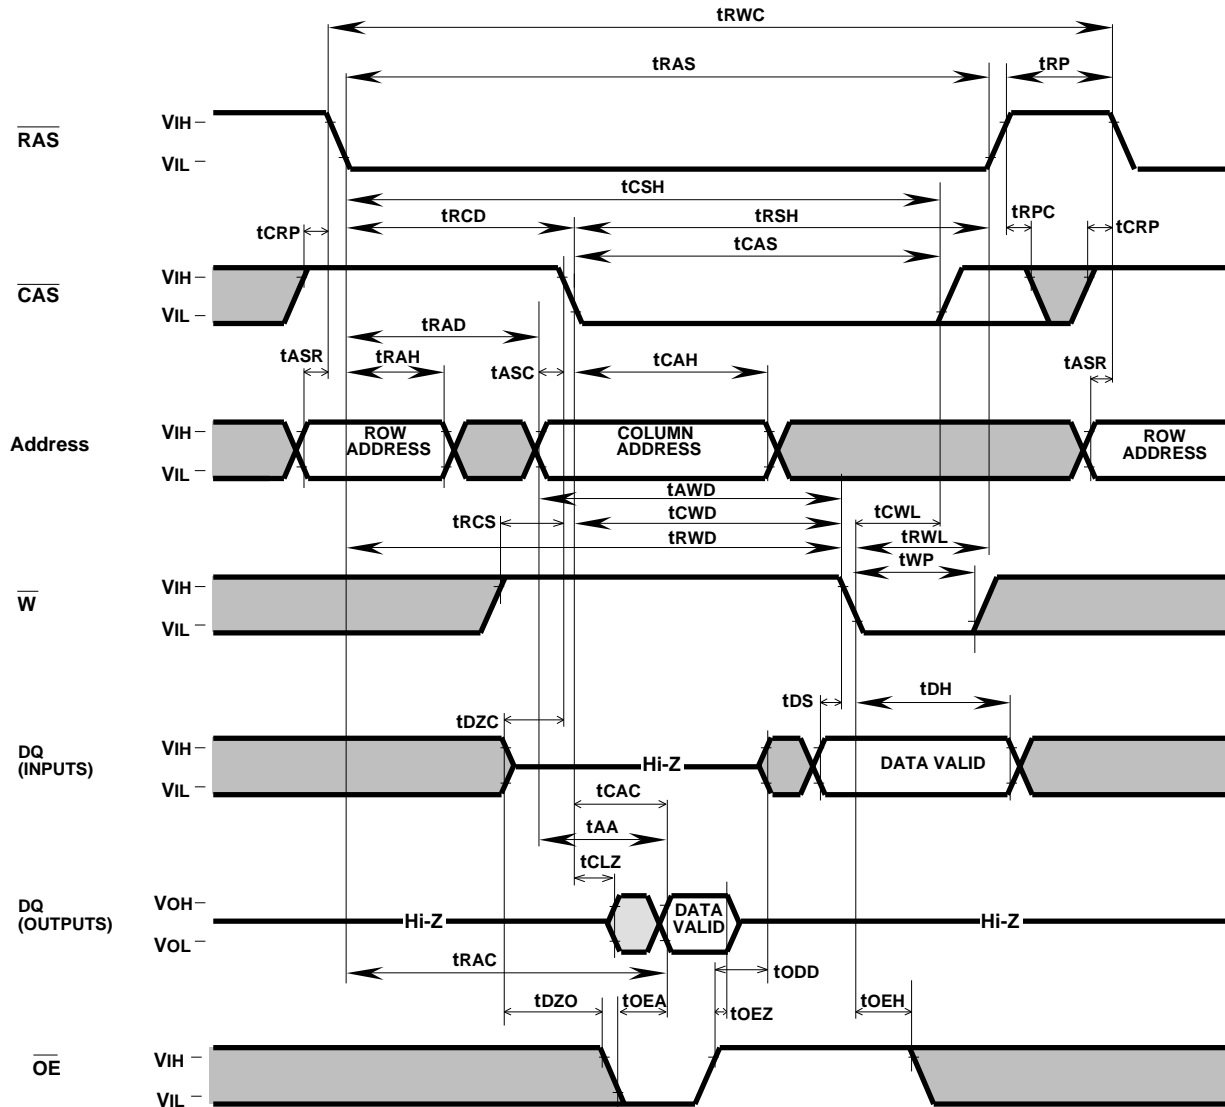 tRWC
tRAS
tRP
RAS
VIH
VIL
tCSH
tRCD
tRSH
tRPC
tCRP
tCRP
tCAS
CAS
VIH
VIL
tRAD
tASR
tRAH
tASC
tCAH
tASR
Address
VIH
VIL
ROW
ADDRESS
COLUMN
ADDRESS
ROW
ADDRESS
tAWD
tRCS
tCWD
tCWL
tRWD
tRWL
tWP
W
VIH
VIL
tDS
tDH
tDZC
DQ
(INPUTS)
VIH
VIL
Hi-Z
DATA VALID
tCAC
tAA
tCLZ
DQ
(OUTPUTS)
VOH
VOL
Hi-Z
DATA
VALID
Hi-Z
tRAC
tODD
tDZO
tOEA
tOEZ
tOEH
OE
VIH
VIL